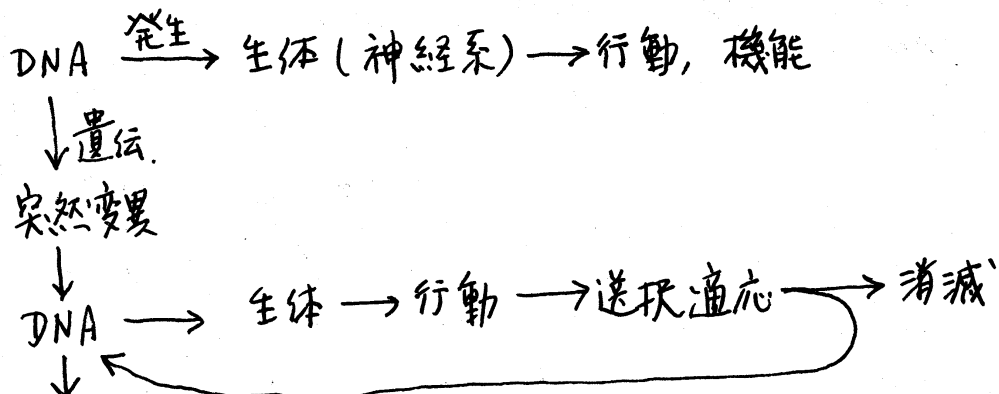 DNA 発生→ 生体(神経系)→行動, 機能
↓遺伝.
突然変異
↓
DNA → 生体 → 行動 → 送択適応 → 消滅
↓